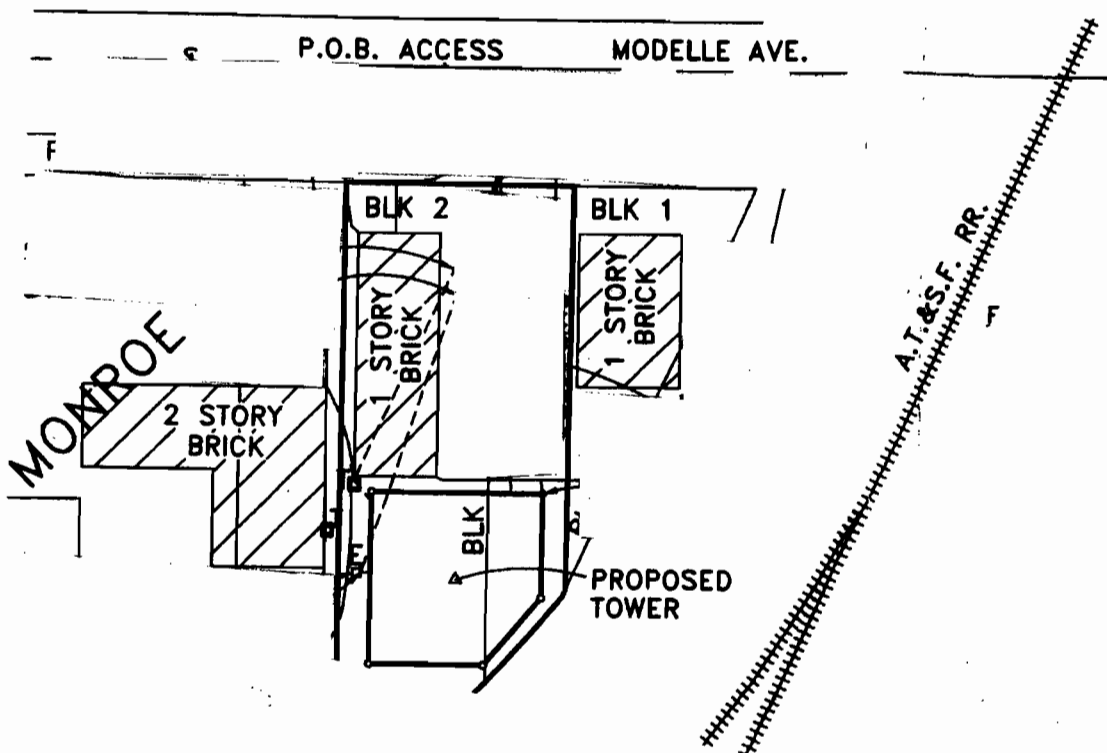 P.O.B. ACCESS MODELLE AVE.
F
BLK 2
BLK 1
1 STORY
BRICK
1 STORY
BRICK
A.T.&S.F. RR.
F
MONROE
2 STORY
BRICK
BLK
E
PROPOSED
TOWER